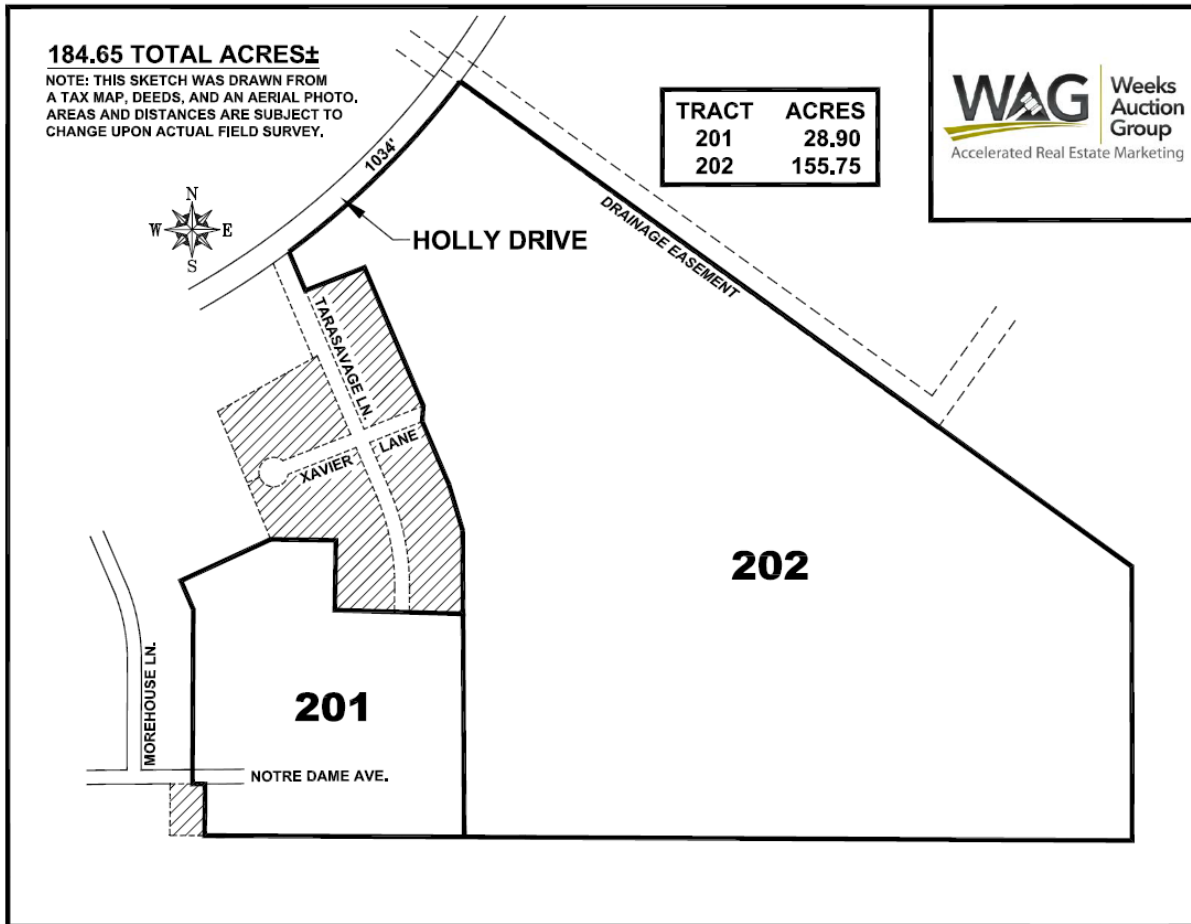 184.65 TOTAL ACRES±
NOTE: THIS SKETCH WAS DRAWN FROM
A TAX MAP, DEEDS, AND AN AERIAL PHOTO.
AREAS AND DISTANCES ARE SUBJECT TO
CHANGE UPON ACTUAL FIELD SURVEY.
TRACT ACRES
201 28.90
202 155.75
WAG
Weeks
Auction
Group
Accelerated Real Estate Marketing
1034'
N
W E
S
HOLLY DRIVE
DRAINAGE EASEMENT
TARASAVAGE LN.
XAVIER LANE
202
201
MOREHOUSE LN.
NOTRE DAME AVE.